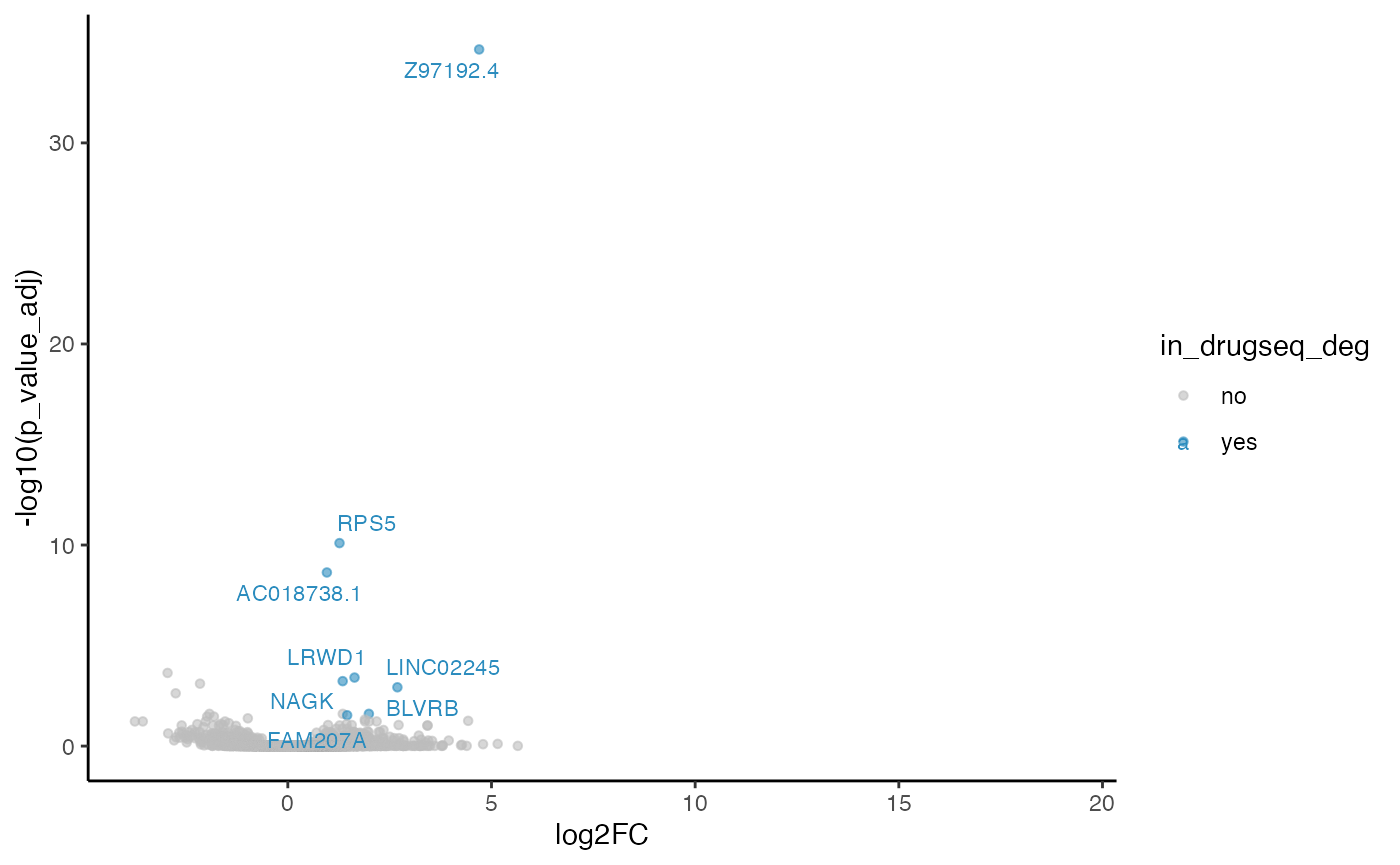 Z97192.4
30
20
10
0
RPS5
AC018738.1
LRWD1
LINC02245
NAGK
BLVRB
FAM207A
0
5
10
15
20
log2FC
-log10(p_value_adj)
in_drugseq_deg
no
a
yes